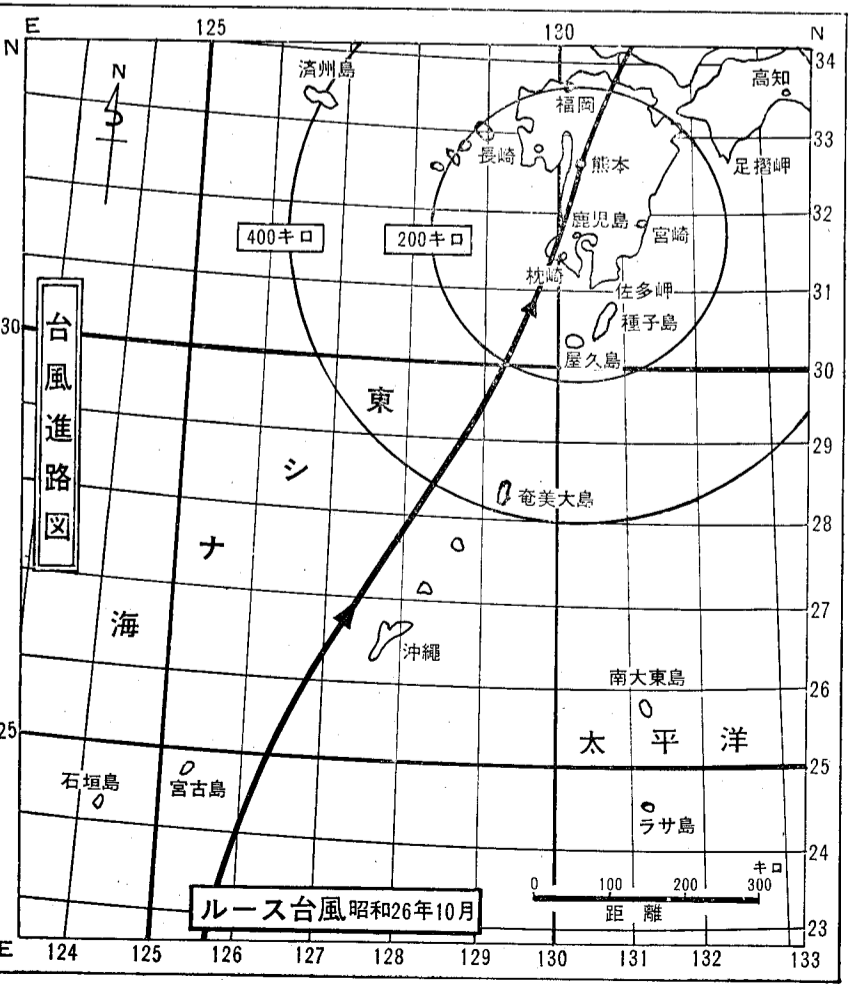 E 125 130 N
N 34
済州島
N
高知
福岡
33
長崎
熊本
足摺岬
鹿児島 32
400キロ 200キロ 宮崎
枕崎
佐多岬 31
種子島
30
屋久島 30
台風進路図
東シナ海
29
奄美大島
28
27
沖縄
南大東島
26
25
太平洋
25
石垣島
宮古島
ラサ島
24
キロ
0 100 200 300
距離
ルース台風 昭和26年10月
23
E 124 125 126 127 128 129 130 131 132 133